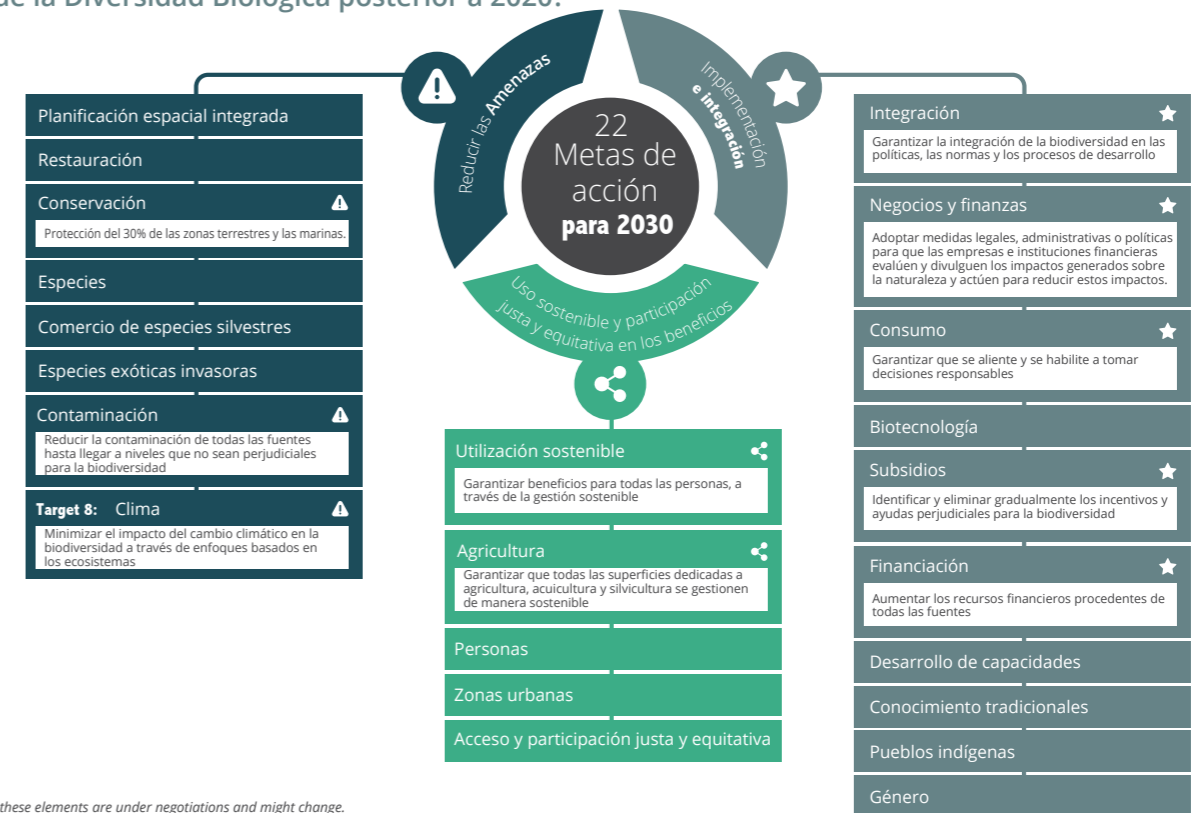 de la Diversidad Biológica posterior a 2020?
Reducir las Amenazas
Implementación
e integración
22
Metas de
acción
para 2030
Uso sostenible y participación
justa y equitativa en los beneficios
Planificación espacial integrada
Restauración
Conservación
Protección del 30% de las zonas terrestres y las marinas.
Especies
Comercio de especies silvestres
Especies exóticas invasoras
Contaminación
Reducir la contaminación de todas las fuentes
hasta llegar a niveles que no sean perjudiciales
para la biodiversidad
Target 8: Clima
Minimizar el impacto del cambio climático en la
biodiversidad a través de enfoques basados en
los ecosistemas
Utilización sostenible
Garantizar beneficios para todas las personas, a
través de la gestión sostenible
Agricultura
Garantizar que todas las superficies dedicadas a
agricultura, acuicultura y silvicultura se gestionen
de manera sostenible
Personas
Zonas urbanas
Acceso y participación justa y equitativa
Integración
Garantizar la integración de la biodiversidad en las
políticas, las normas y los procesos de desarrollo
Negocios y finanzas
Adoptar medidas legales, administrativas o políticas
para que las empresas e instituciones financieras
evalúen y divulguen los impactos generados sobre
la naturaleza y actúen para reducir estos impactos.
Consumo
Garantizar que se aliente y se habilite a tomar
decisiones responsables
Biotecnología
Subsidios
Identificar y eliminar gradualmente los incentivos y
ayudas perjudiciales para la biodiversidad
Financiación
Aumentar los recursos financieros procedentes de
todas las fuentes
Desarrollo de capacidades
Conocimiento tradicionales
Pueblos indígenas
Género
these elements are under negotiations and might change.